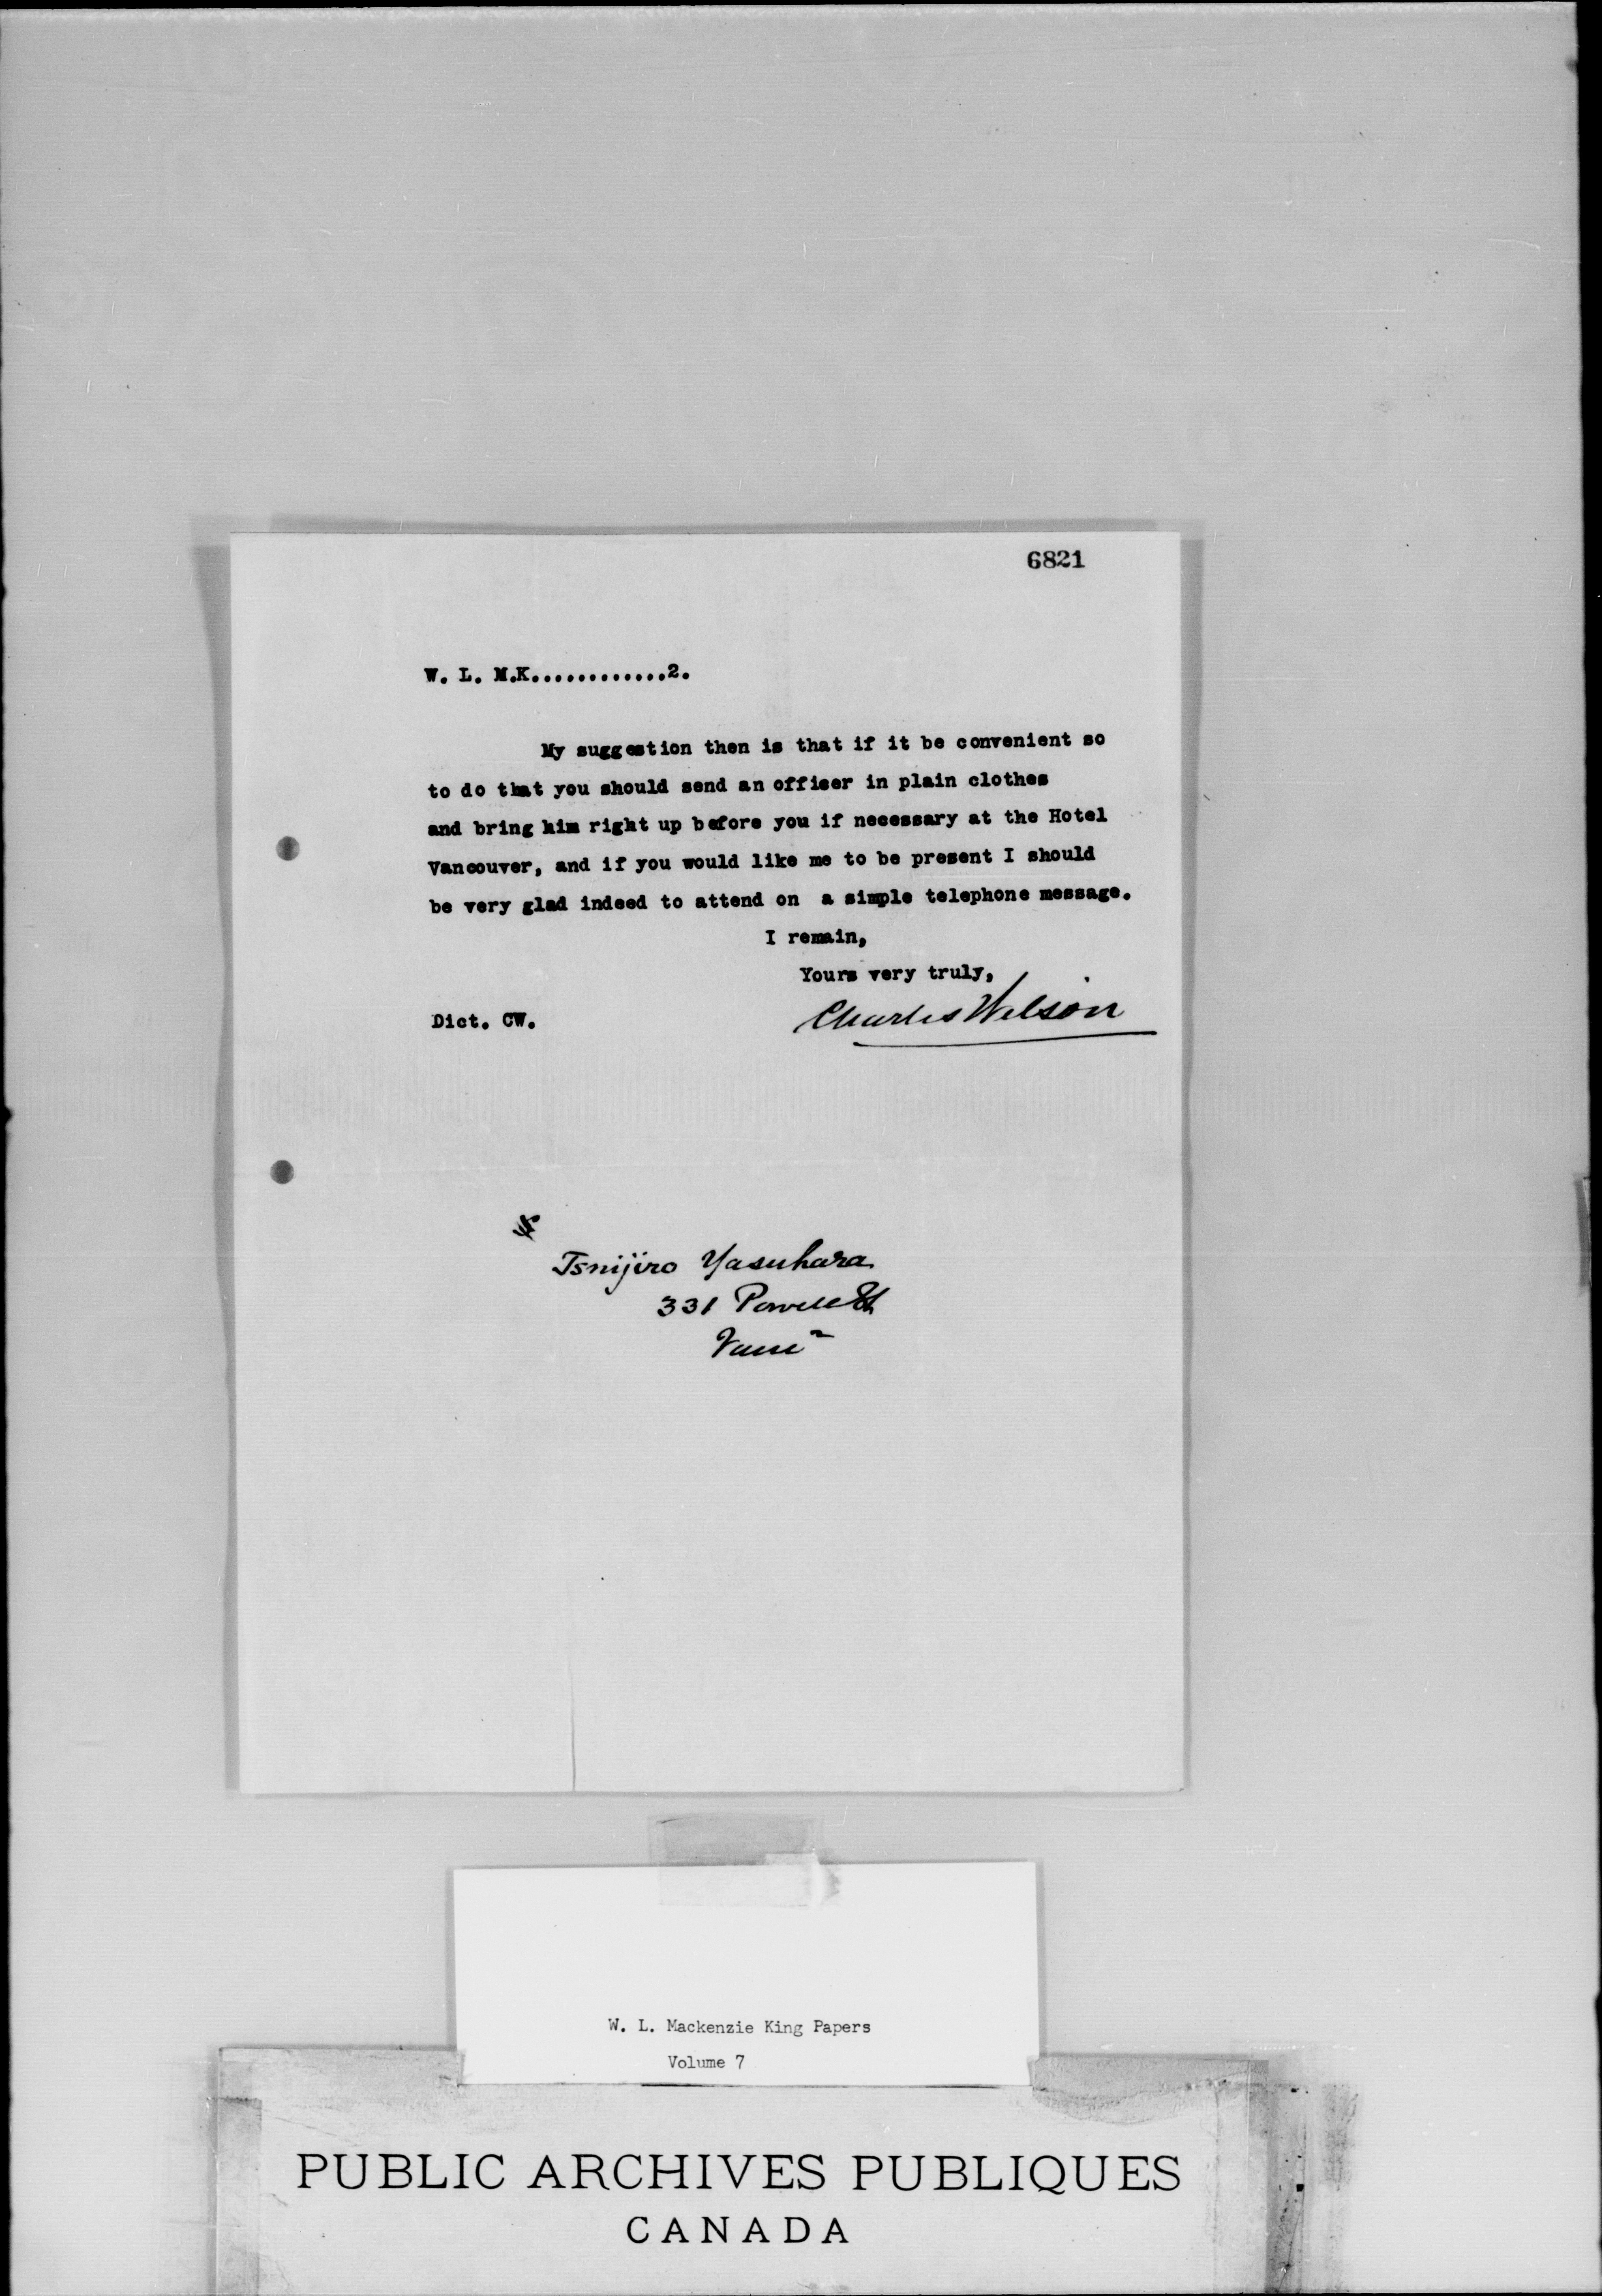 6821
W. L. M.K............2.
My suggestion then is that if it be convenient so
to do that you should send an officer in plain clothes
and bring him right up before you if necessary at the Hotel
Vancouver, and if you would like me to be present I should
be very glad indeed to attend on a simple telephone message.
I remain,
Yours very truly,
Dict. CW.
Charles Wilson
Tsnijiro Yasuhara
331 Powell St
W. L. Mackenzie King Papers
Volume 7
PUBLIC ARCHIVES PUBLIQUES
CANADA